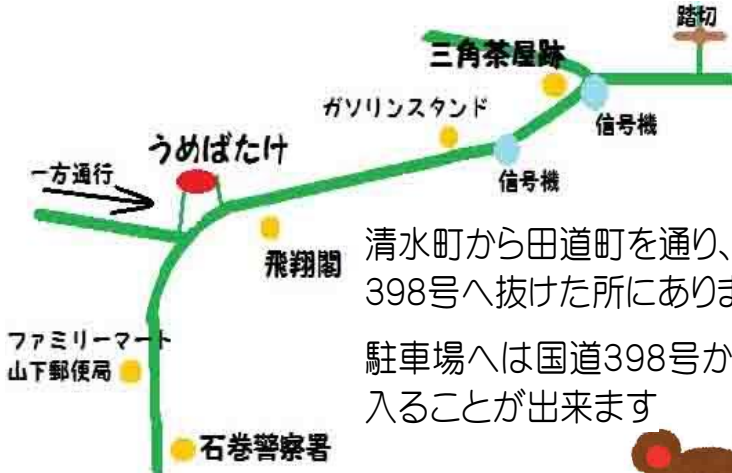 踏切
三角茶屋跡
ガソリンスタンド
信号機
うめばたけ
一方通行
信号機
飛翔閣
清水町から田道町を通り、
398号へ抜けた所にありま
ファミリーマート
山下郵便局
駐車場へは国道398号か
入ることが出来ます
石巻警察署